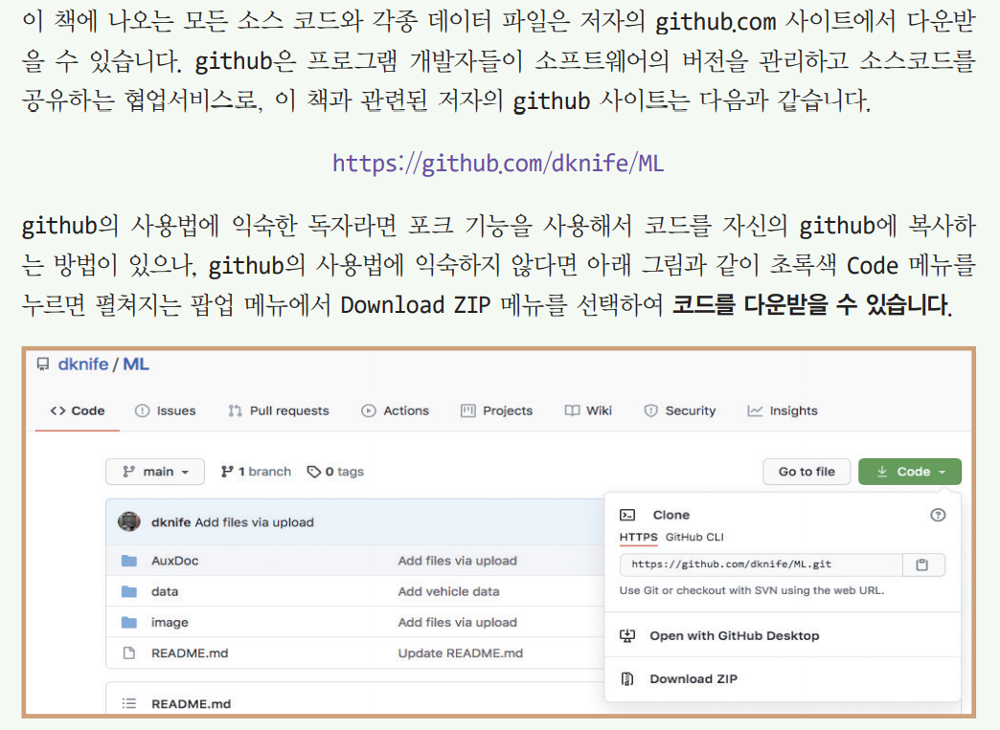 이 책에 나오는 모든 소스 코드와 각종 데이터 파일은 저자의 github.com 사이트에서 다운받
을 수 있습니다. github은 프로그램 개발자들이 소프트웨어의 버전을 관리하고 소스코드를
공유하는 협업서비스로, 이 책과 관련된 저자의 github 사이트는 다음과 같습니다.
https://github.com/dknife/ML
github의 사용법에 익숙한 독자라면 포크 기능을 사용해서 코드를 자신의 github에 복사하
는 방법이 있으나, github의 사용법에 익숙하지 않다면 아래 그림과 같이 초록색 Code 메뉴를
누르면 펼쳐지는 팝업 메뉴에서 Download ZIP 메뉴를 선택하여 코드를 다운받을 수 있습니다.
dknife / ML
<> Code Issues Pull requests Actions Projects Wiki Security Insights
main 1 branch 0 tags Go to file Code
dknife Add files via upload
AuxDoc Add files via upload
data Add vehicle data
image Add files via upload
README.md Update README.md
README.md
Clone
HTTPS GitHub CLI
https://github.com/dknife/ML.git
Use Git or checkout with SVN using the web URL.
Open with GitHub Desktop
Download ZIP